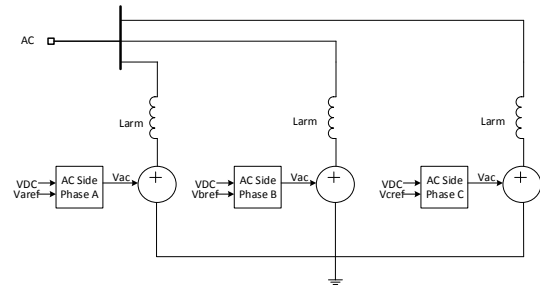 AC
Larm
Larm
Larm
VDC
Varef
AC Side
Phase A
Vac
VDC
Vbref
AC Side
Phase B
Vac
VDC
Vcref
AC Side
Phase C
Vac